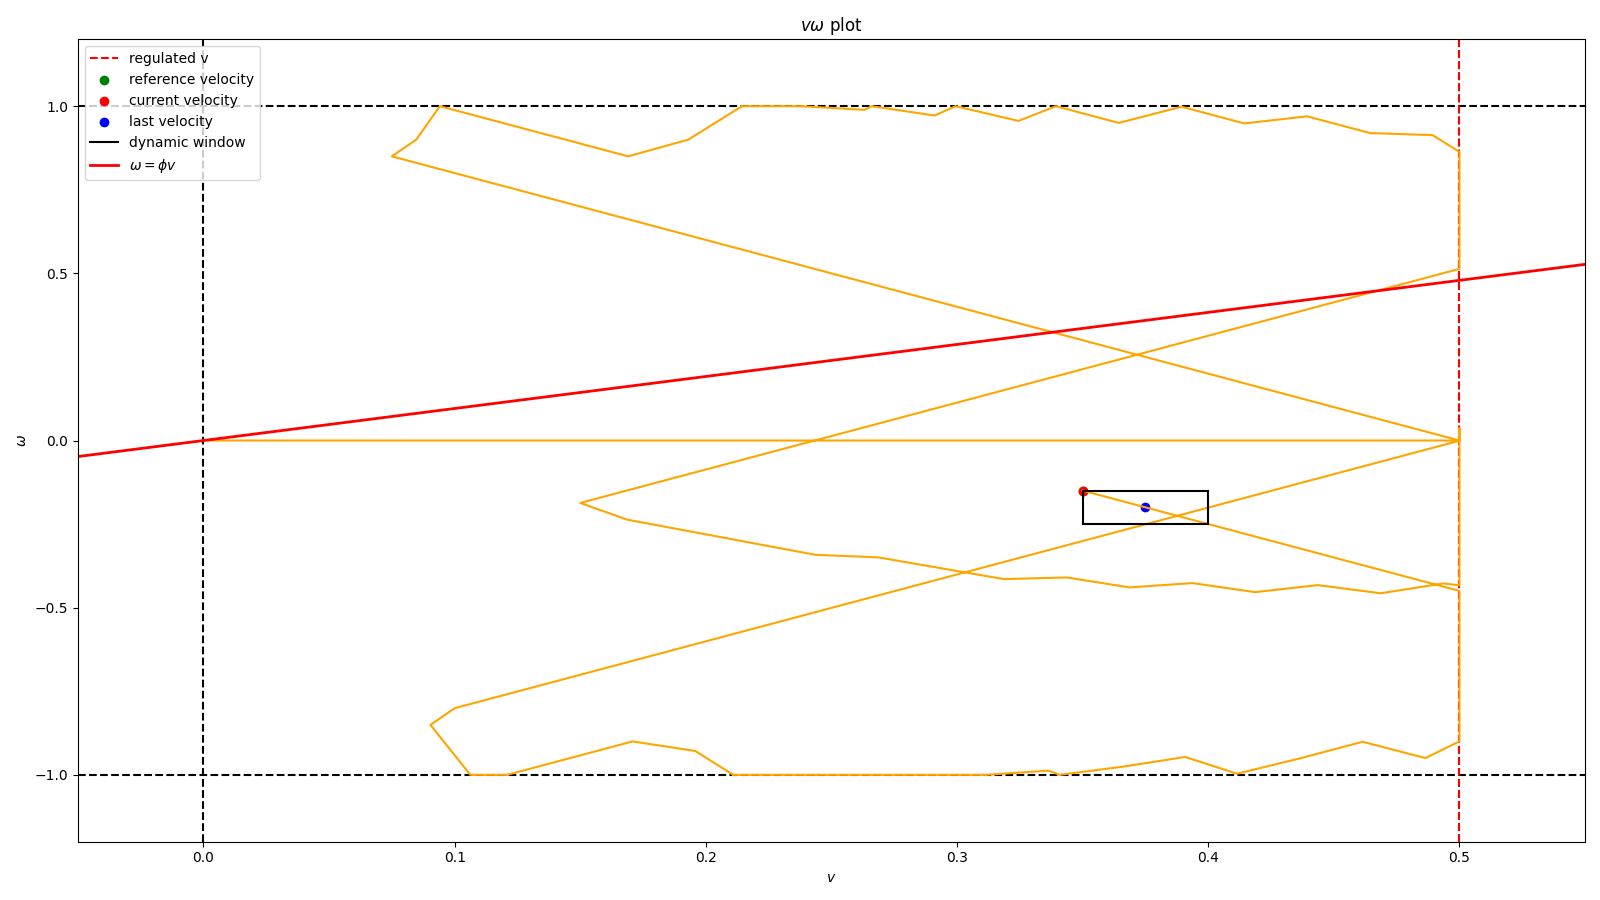 vω plot
regulated v
reference velocity
current velocity
last velocity
dynamic window
ω = ϕv
1.0
0.5
0.0
−0.5
−1.0
ω
0.0 0.1 0.2 0.3 0.4 0.5
v